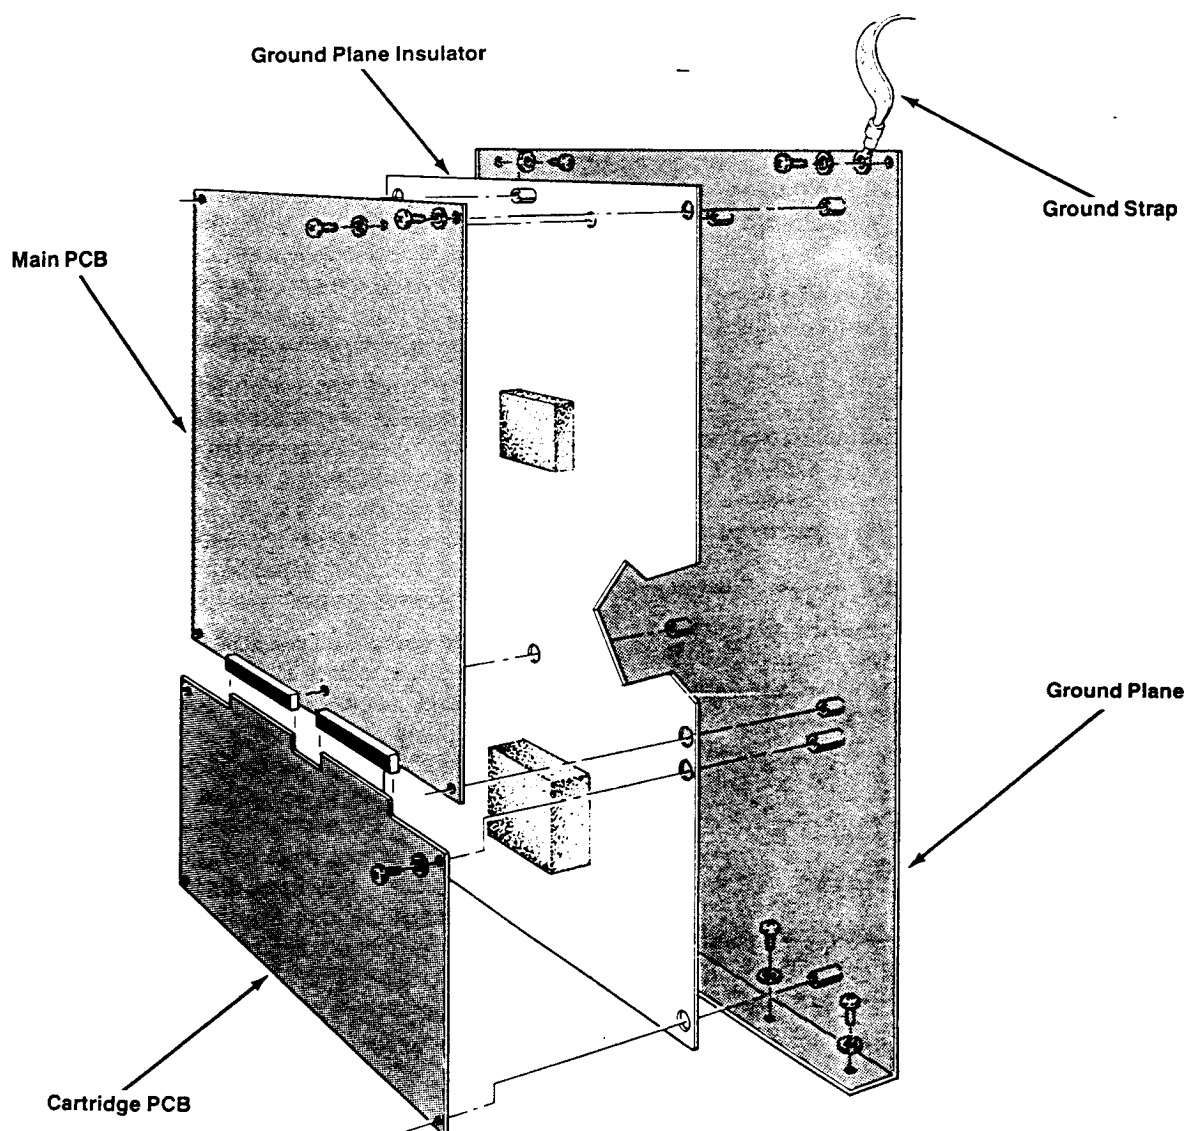 Ground Plane Insulator
Ground Strap
Main PCB
Ground Plane
Cartridge PCB